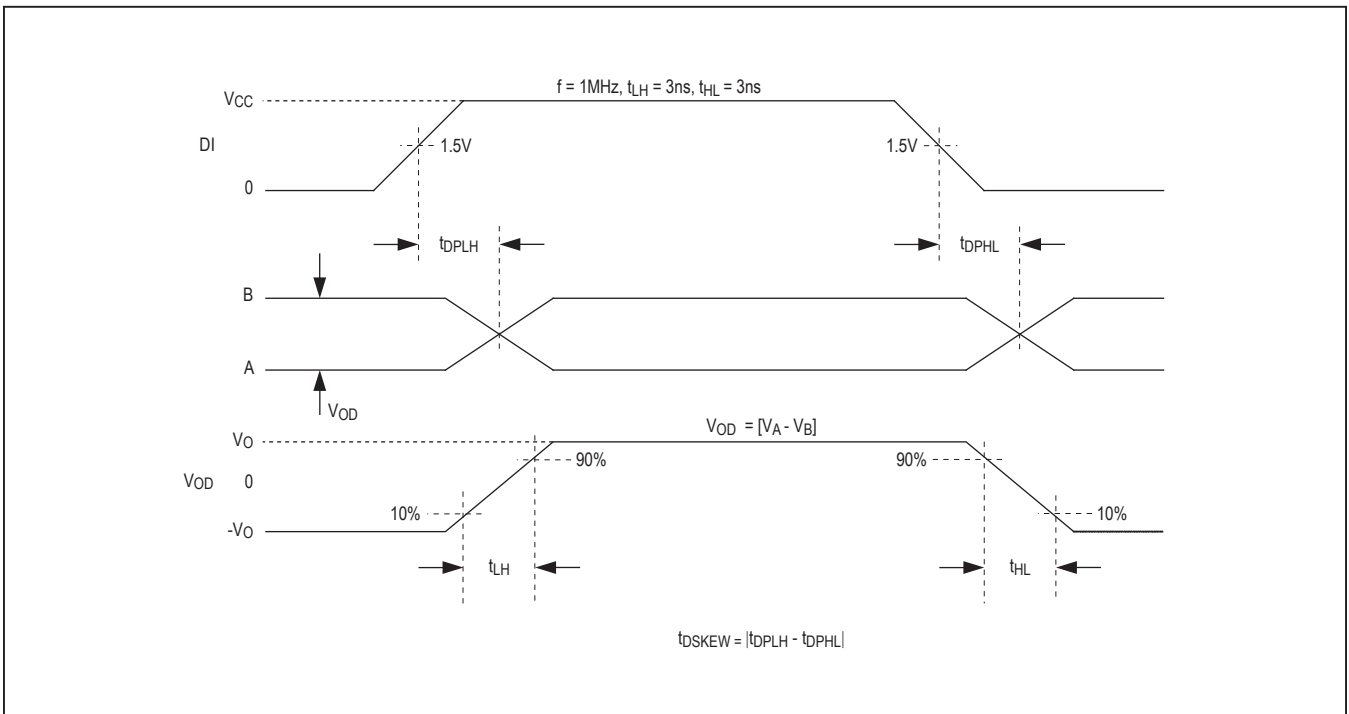 f = 1MHz, tLH = 3ns, tHL = 3ns
VCC
DI
1.5V
1.5V
0
tDPLH
tDPHL
B
A
VOD
VOD = [VA - VB]
VO
90%
90%
VOD 0
10%
10%
-VO
tLH
tHL
tDSKEW = |tDPLH - tDPHL|